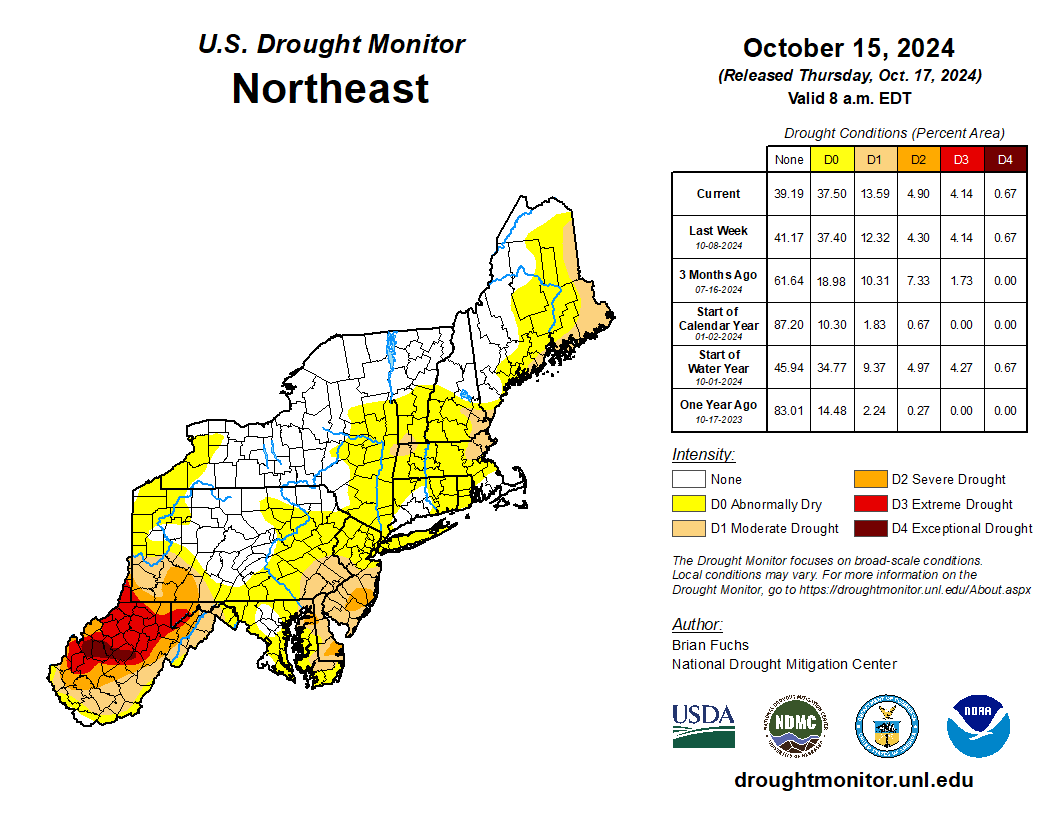 U.S. Drought Monitor
Northeast
October 15, 2024
(Released Thursday, Oct. 17, 2024)
Valid 8 a.m. EDT
Drought Conditions (Percent Area)
None D0 D1 D2 D3 D4
Current 39.19 37.50 13.59 4.90 4.14 0.67
Last Week
10-08-2024
41.17 37.40 12.32 4.30 4.14 0.67
3 Months Ago
07-16-2024
61.64 18.98 10.31 7.33 1.73 0.00
Start of
Calendar Year
01-02-2024
87.20 10.30 1.83 0.67 0.00 0.00
Start of
Water Year
10-01-2024
45.94 34.77 9.37 4.97 4.27 0.67
One Year Ago
10-17-2023
83.01 14.48 2.24 0.27 0.00 0.00
Intensity:
None
D0 Abnormally Dry
D1 Moderate Drought
D2 Severe Drought
D3 Extreme Drought
D4 Exceptional Drought
The Drought Monitor focuses on broad-scale conditions.
Local conditions may vary. For more information on the
Drought Monitor, go to https://droughtmonitor.unl.edu/About.aspx
Author:
Brian Fuchs
National Drought Mitigation Center
USDA
NDMC
NOAA
droughtmonitor.unl.edu